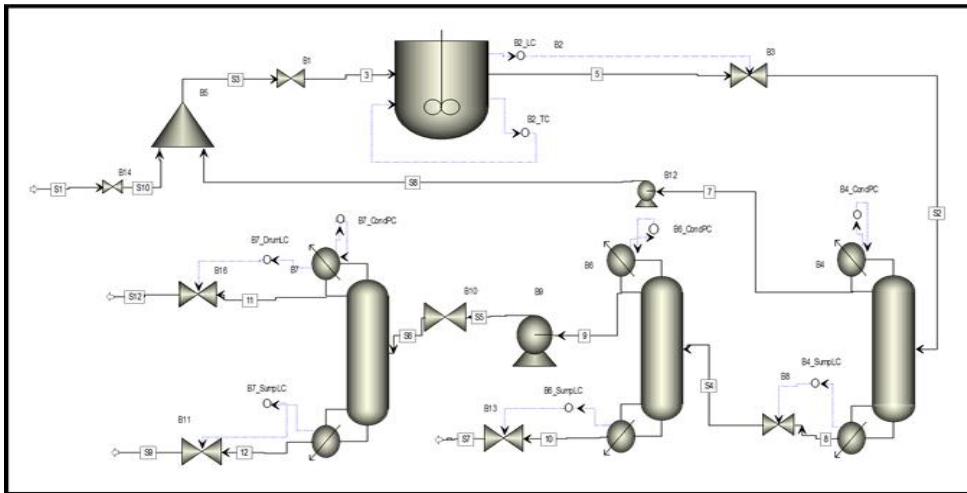 B2_LC
B2
B3
B1
S3
3
5
B5
B2_TC
B14
S1
S10
S8
B12
7
S2
B4_CondPC
B7_CondPC
B6_CondPC
B7_DrumLC
B7
B16
B6
B4
S12
11
B10
B9
S5
S6
9
S4
B7_SumpLC
B6_SumpLC
B4_SumpLC
B8
B11
B13
S9
12
S7
10
8